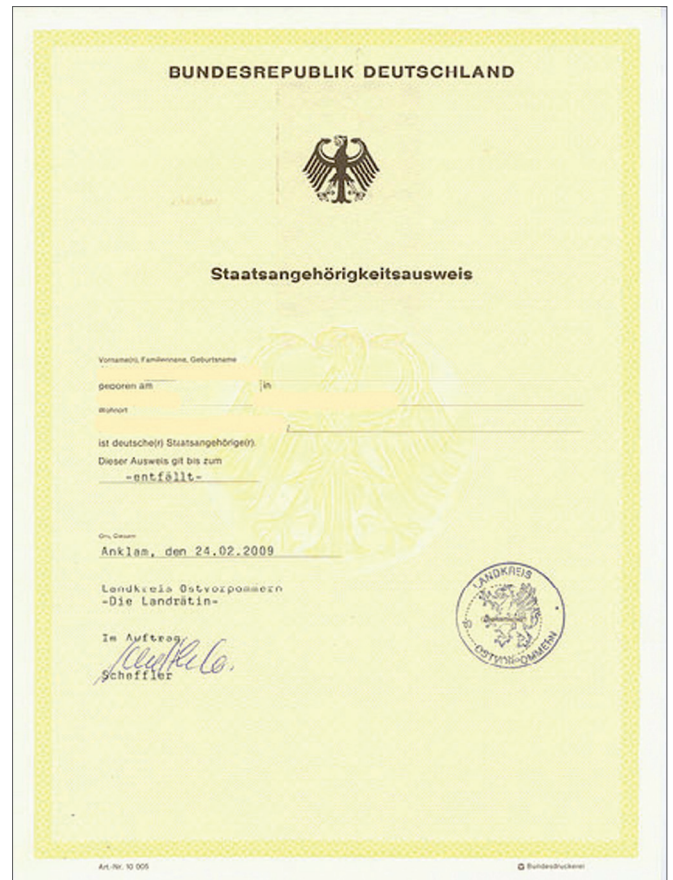 BUNDESREPUBLIK DEUTSCHLAND
Staatsangehörigkeitsausweis
Vorname(n), Familienname, Geburtsname
geboren am in
Wohnort
ist deutsche(r) Staatsangehörige(r).
Dieser Ausweis gilt bis zum
-entfällt-
Ort, Datum
Anklam, den 24.02.2009
Landkreis Ostvorpommern
-Die Landrätin-
Im Auftrag
Scheffler
LANDKREIS
OSTVORPOMMERN
Art.-Nr. 10 005
Bundesdruckerei